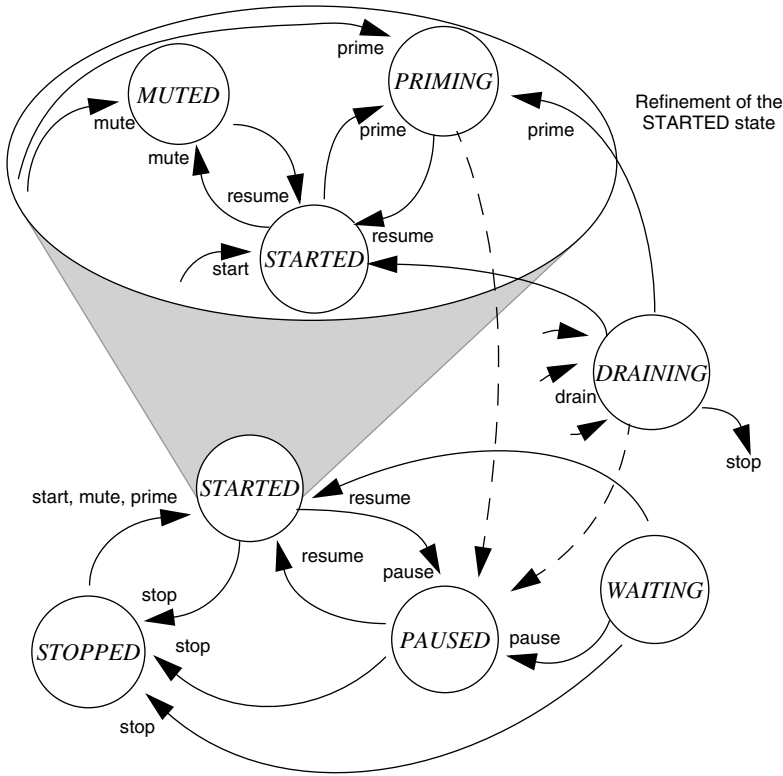 prime
PRIMING
MUTED
Refinement of the
STARTED state
mute
prime
prime
mute
resume
resume
STARTED
start
DRAINING
drain
stop
STARTED
start, mute, prime
resume
resume
pause
stop
WAITING
PAUSED
pause
STOPPED
stop
stop